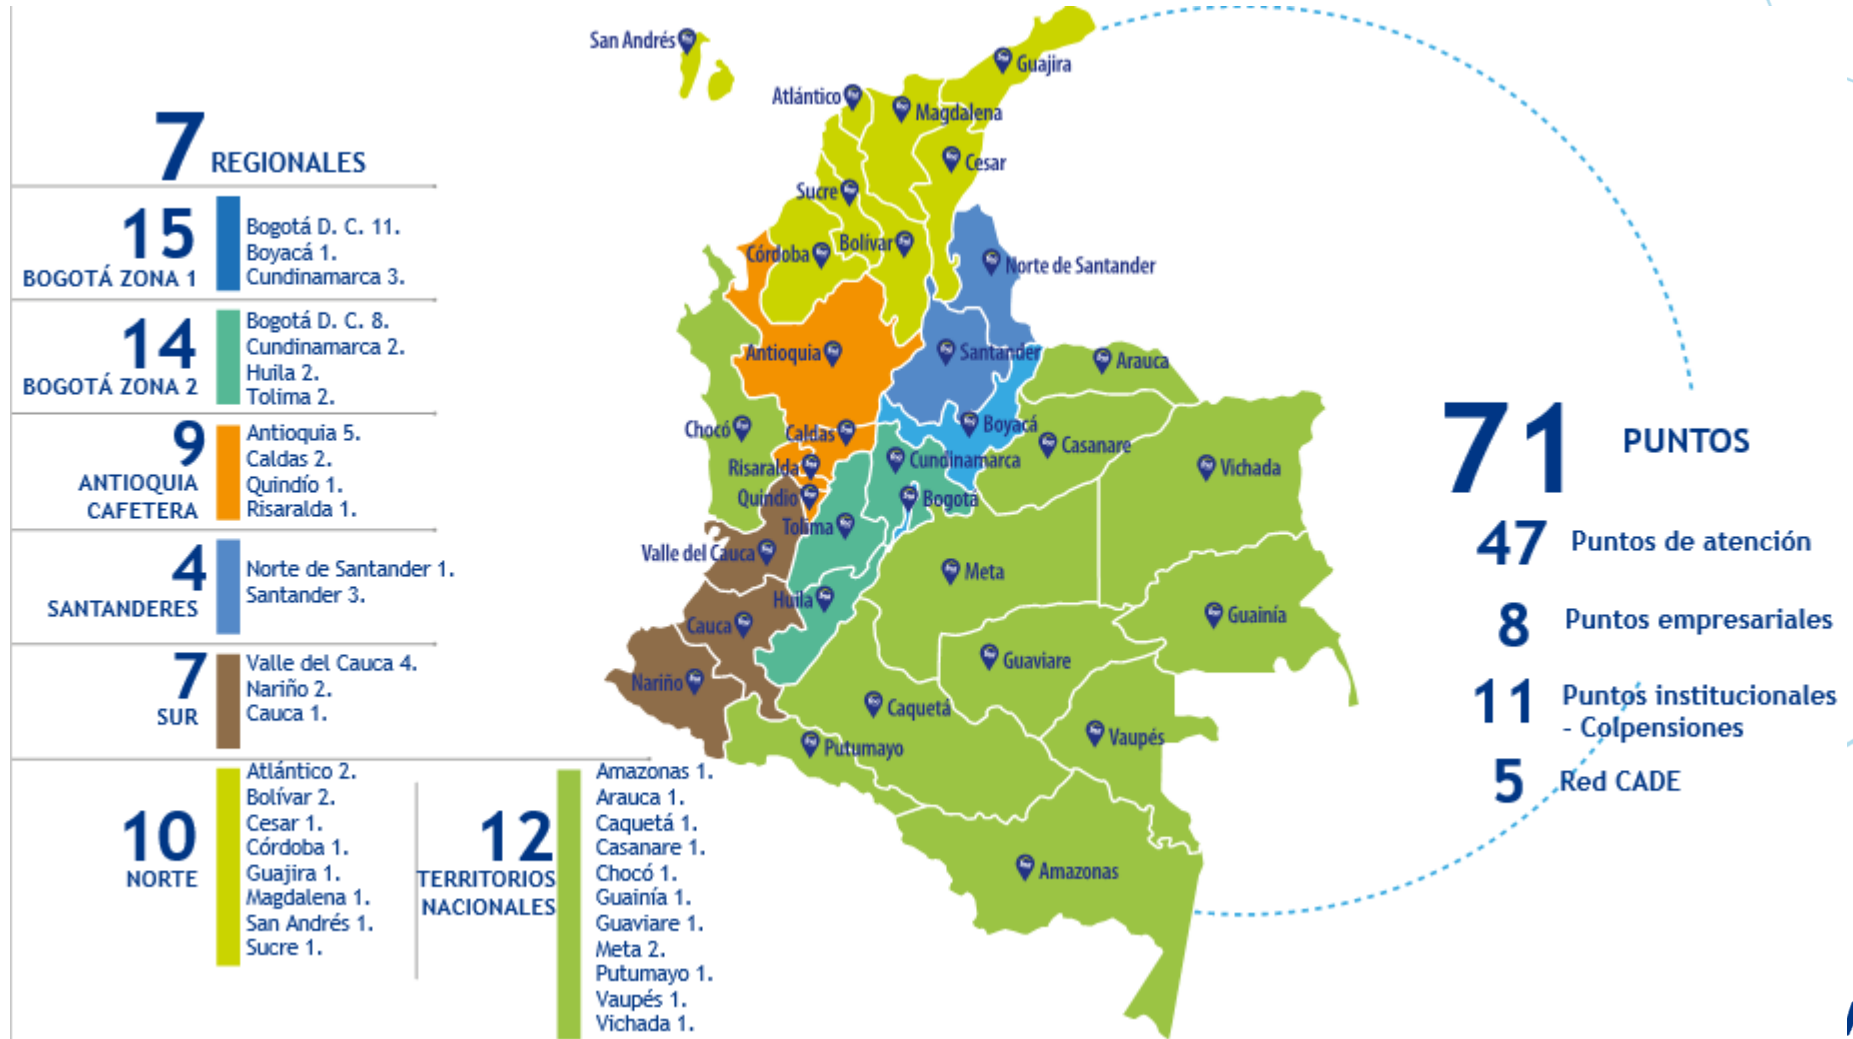 7 REGIONALES
15
BOGOTÁ ZONA 1
Bogotá D. C. 11.
Boyacá 1.
Cundinamarca 3.
14
BOGOTÁ ZONA 2
Bogotá D. C. 8.
Cundinamarca 2.
Huila 2.
Tolima 2.
9
ANTIOQUIA
CAFETERA
Antioquia 5.
Caldas 2.
Quindío 1.
Risaralda 1.
4
SANTANDERES
Norte de Santander 1.
Santander 3.
7
SUR
Valle del Cauca 4.
Nariño 2.
Cauca 1.
10
NORTE
Atlántico 2.
Bolívar 2.
Cesar 1.
Córdoba 1.
Guajira 1.
Magdalena 1.
San Andrés 1.
Sucre 1.
12
TERRITORIOS
NACIONALES
Amazonas 1.
Arauca 1.
Caquetá 1.
Casanare 1.
Chocó 1.
Guainía 1.
Guaviare 1.
Meta 2.
Putumayo 1.
Vaupés 1.
Vichada 1.
San Andrés
Guajira
Atlántico
Magdalena
Cesar
Sucre
Bolívar
Córdoba
Norte de Santander
Antioquia
Santander
Arauca
Chocó
Caldas
Boyacá
Casanare
Risaralda
Cundinamarca
Vichada
Quindio
Bogotá
Tolima
Valle del Cauca
Meta
Huila
Cauca
Guainía
Guaviare
Nariño
Caquetá
Vaupés
Putumayo
Amazonas
71 PUNTOS
47 Puntos de atención
8 Puntos empresariales
11 Puntos institucionales
- Colpensiones
5 Red CADE